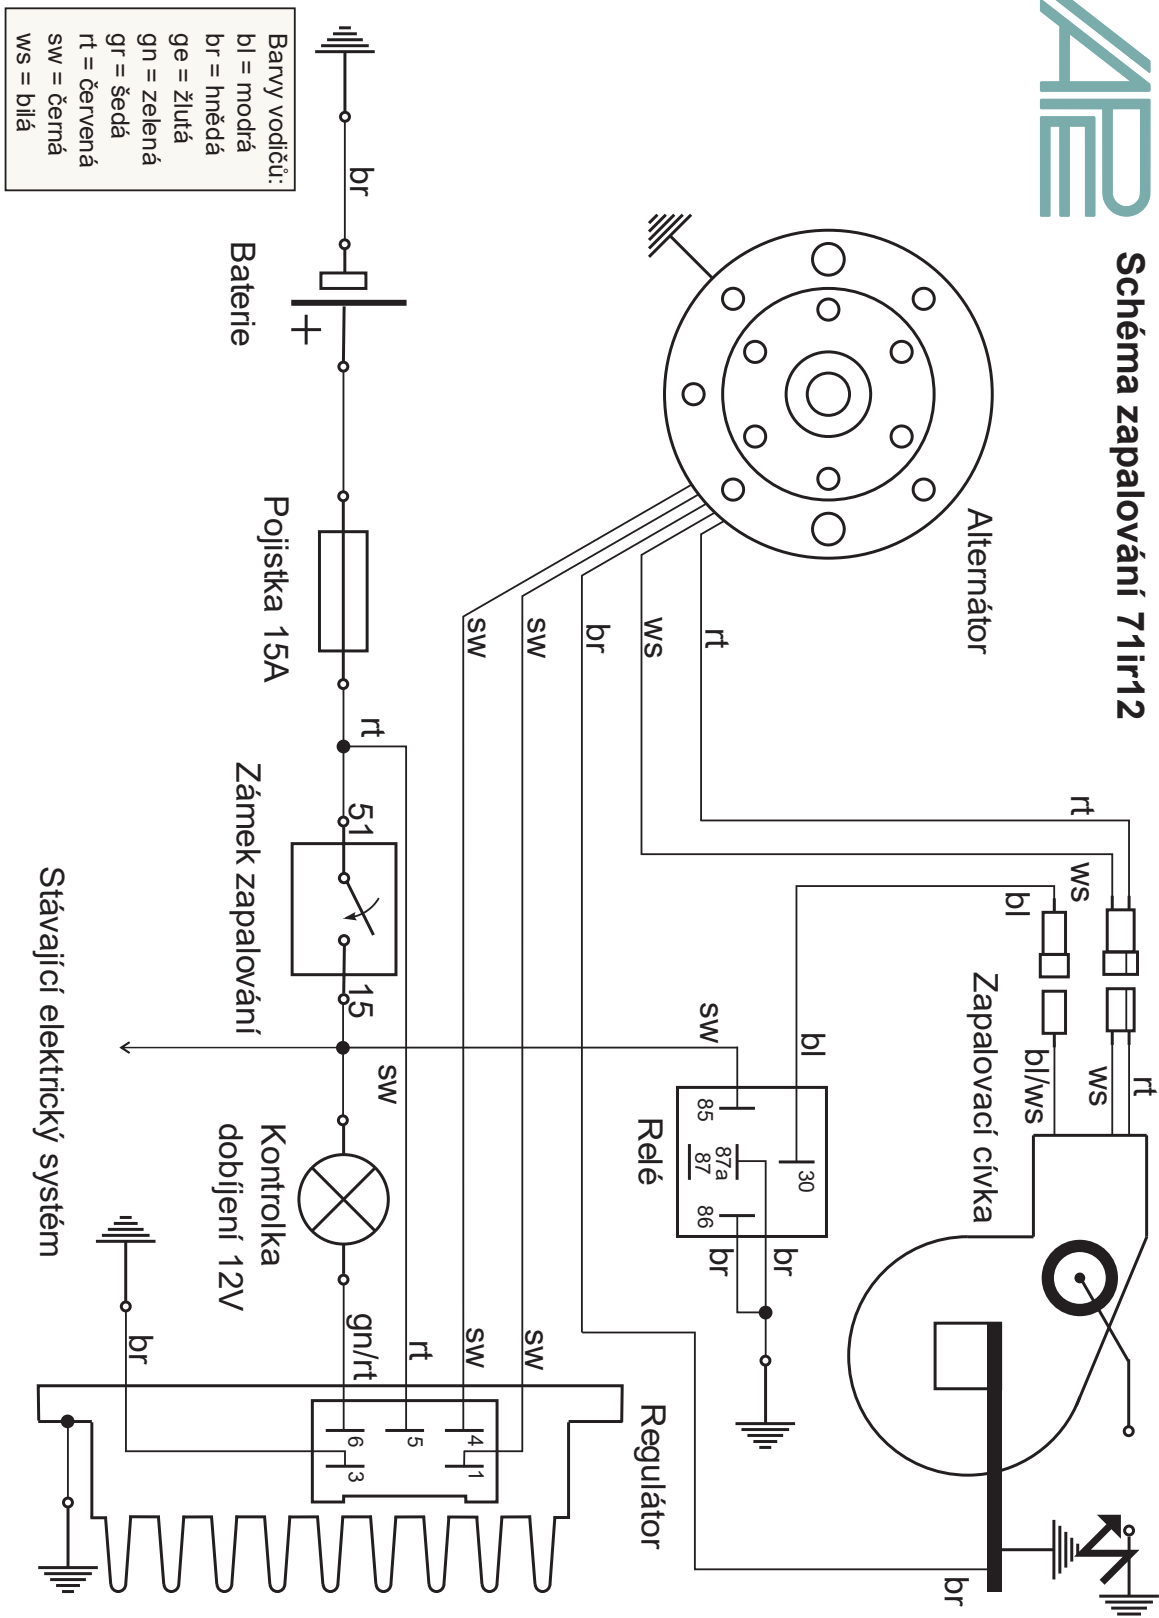 APE
Schéma zapalování 71ir12
Alternátor
rt
ws
br
sw
sw
rt
ws
bl
Zapalovací cívka
rt
ws
bl/ws
bl
sw
Relé
85
87a
87
86
30
br
br
br
Baterie
br
Pojistka 15A
rt
Zámek zapalování
51
15
sw
Stávající elektrický systém
Kontrolka
dobíjení 12V
gn/rt
rt
sw
sw
br
Regulátor
6
5
4
3
1
Barvy vodičů:
bl = modrá
br = hnědá
ge = žlutá
gn = zelená
gr = šedá
rt = červená
sw = černá
ws = bílá